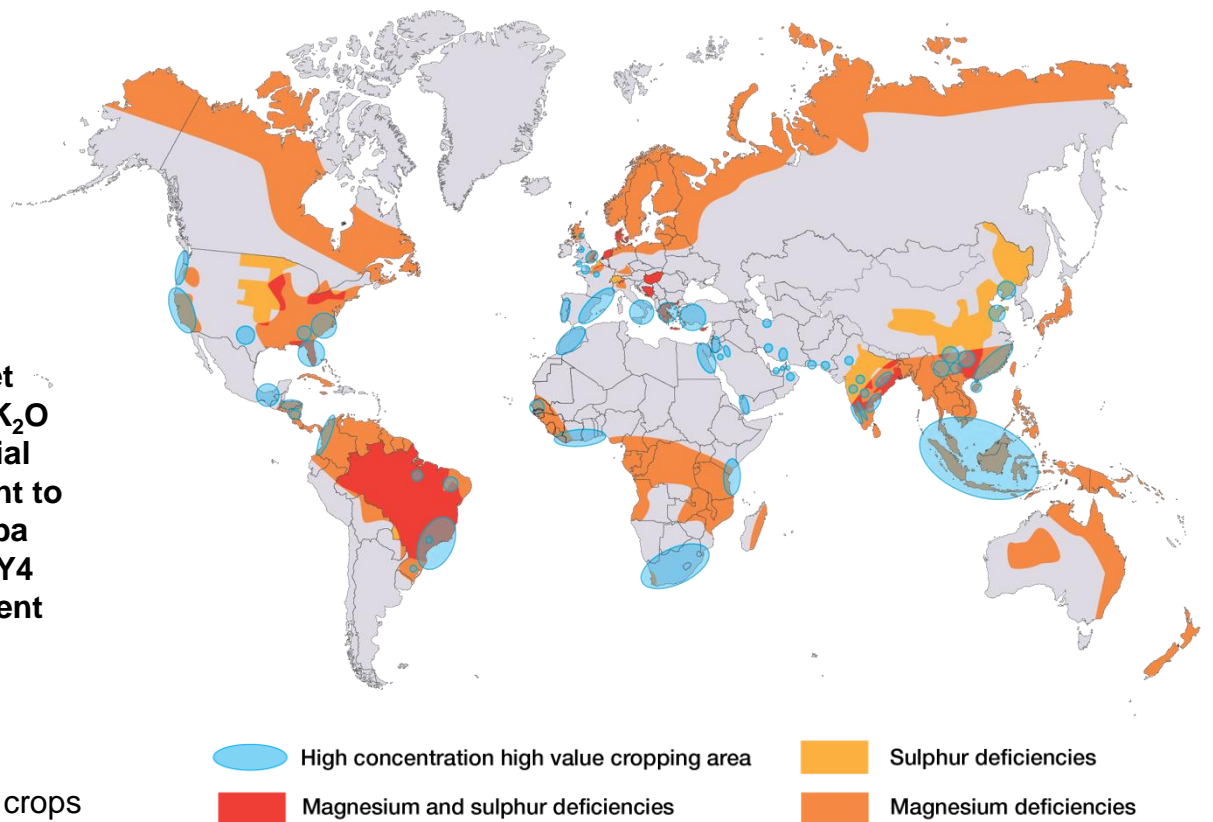 et
K₂O
ial
nt to
pa
Y4
ent
crops
High concentration high value cropping area
Sulphur deficiencies
Magnesium and sulphur deficiencies
Magnesium deficiencies